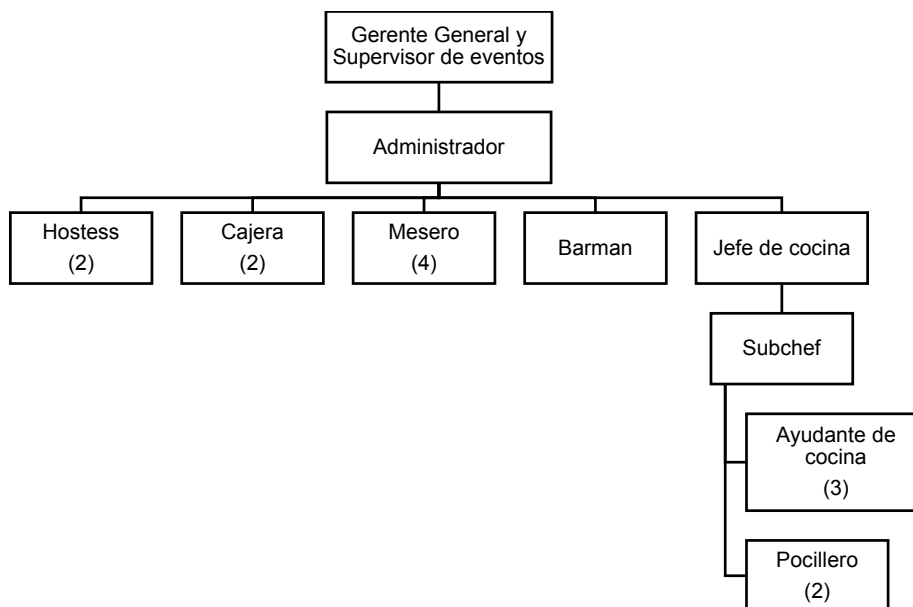 Gerente General y
Supervisor de eventos
Administrador
Hostess
(2)
Cajera
(2)
Mesero
(4)
Barman
Jefe de cocina
Subchef
Ayudante de
cocina
(3)
Pocillero
(2)